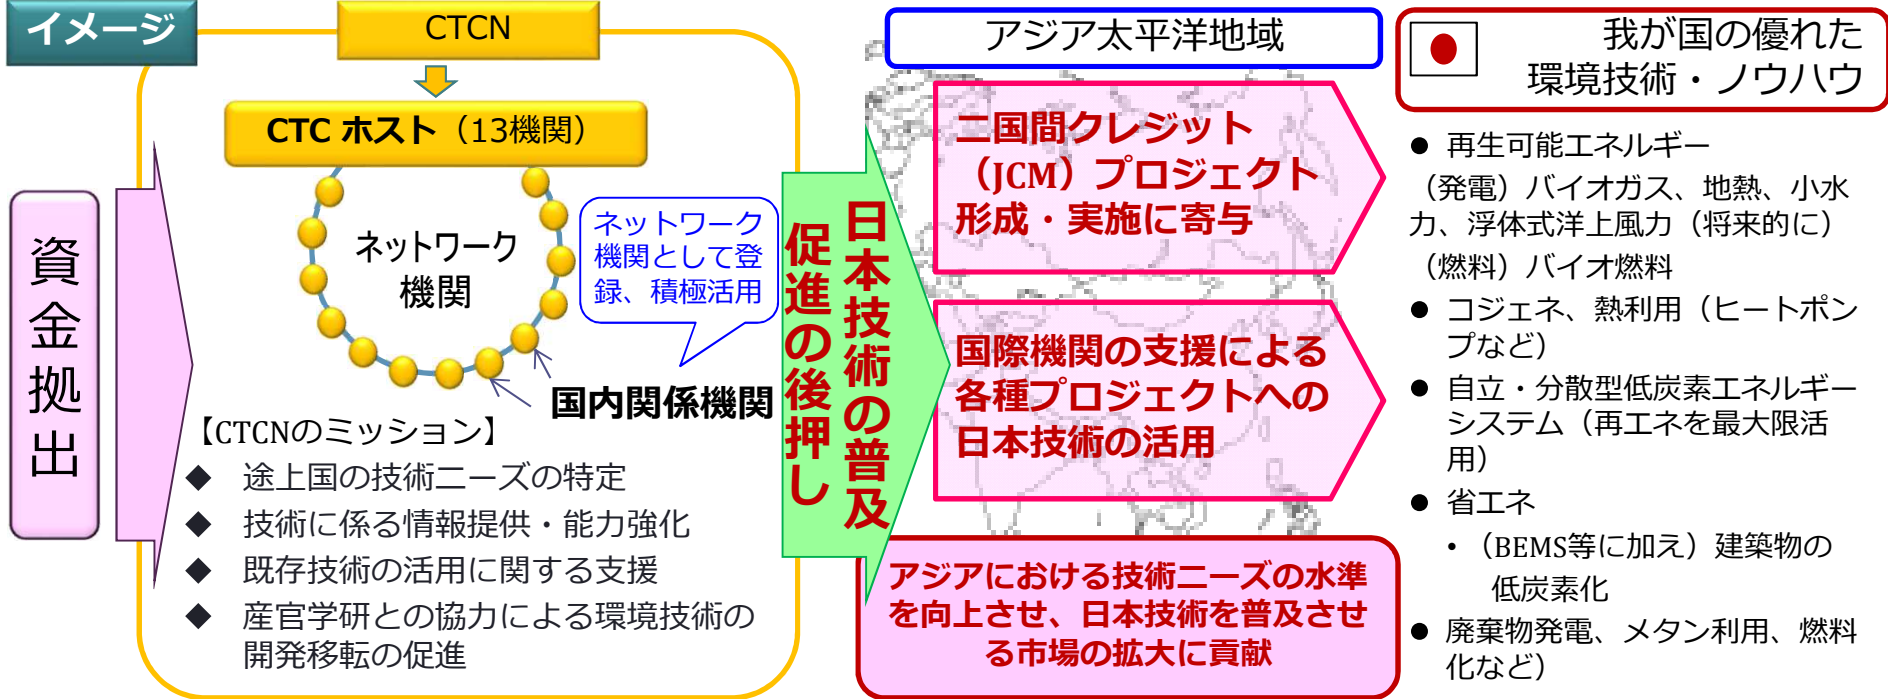 イメージ
CTCN
CTC ホスト（13機関）
ネットワーク
機関
ネットワーク
機関として登
録、積極活用
国内関係機関
資金拠出
【CTCNのミッション】
◆ 途上国の技術ニーズの特定
◆ 技術に係る情報提供・能力強化
◆ 既存技術の活用に関する支援
◆ 産官学研との協力による環境技術の
開発移転の促進
日本技術の普及
促進の後押し
アジア太平洋地域
二国間クレジット
（JCM）プロジェクト
形成・実施に寄与
国際機関の支援による
各種プロジェクトへの
日本技術の活用
アジアにおける技術ニーズの水準
を向上させ、日本技術を普及させ
る市場の拡大に貢献
我が国の優れた
環境技術・ノウハウ
● 再生可能エネルギー
（発電）バイオガス、地熱、小水
力、浮体式洋上風力（将来的に）
（燃料）バイオ燃料
● コジェネ、熱利用（ヒートポン
プなど）
● 自立・分散型低炭素エネルギー
システム（再エネを最大限活
用）
● 省エネ
・（BEMS等に加え）建築物の
低炭素化
● 廃棄物発電、メタン利用、燃料
化など）